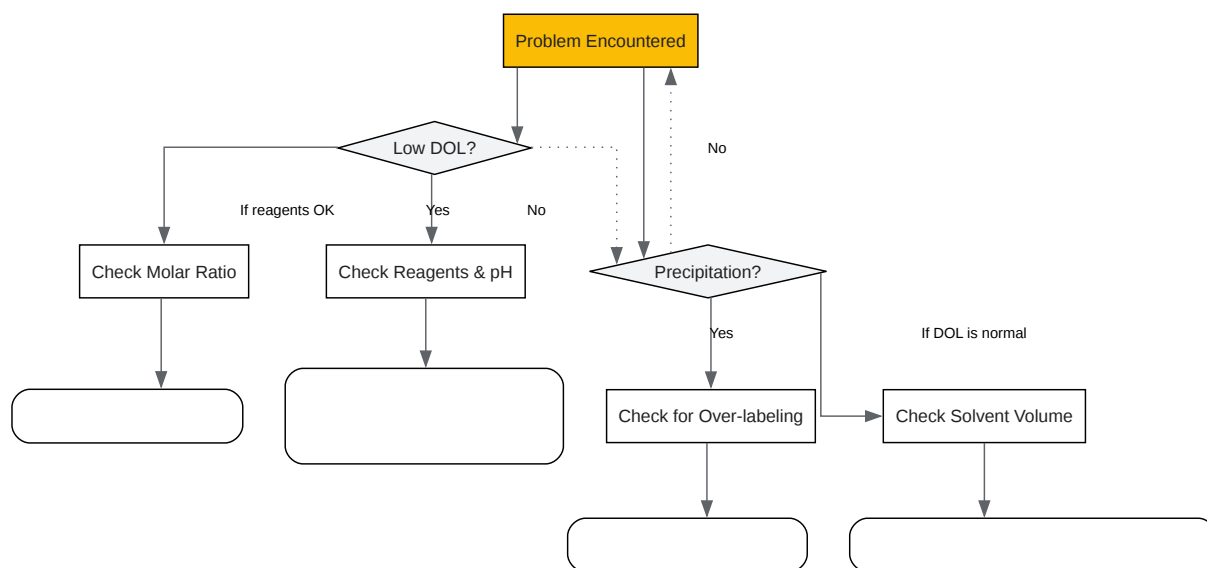 Problem Encountered
Low DOL?
No
If reagents OK
Yes
No
Check Molar Ratio
Check Reagents & pH
Precipitation?
Yes
If DOL is normal
Check for Over-labeling
Check Solvent Volume